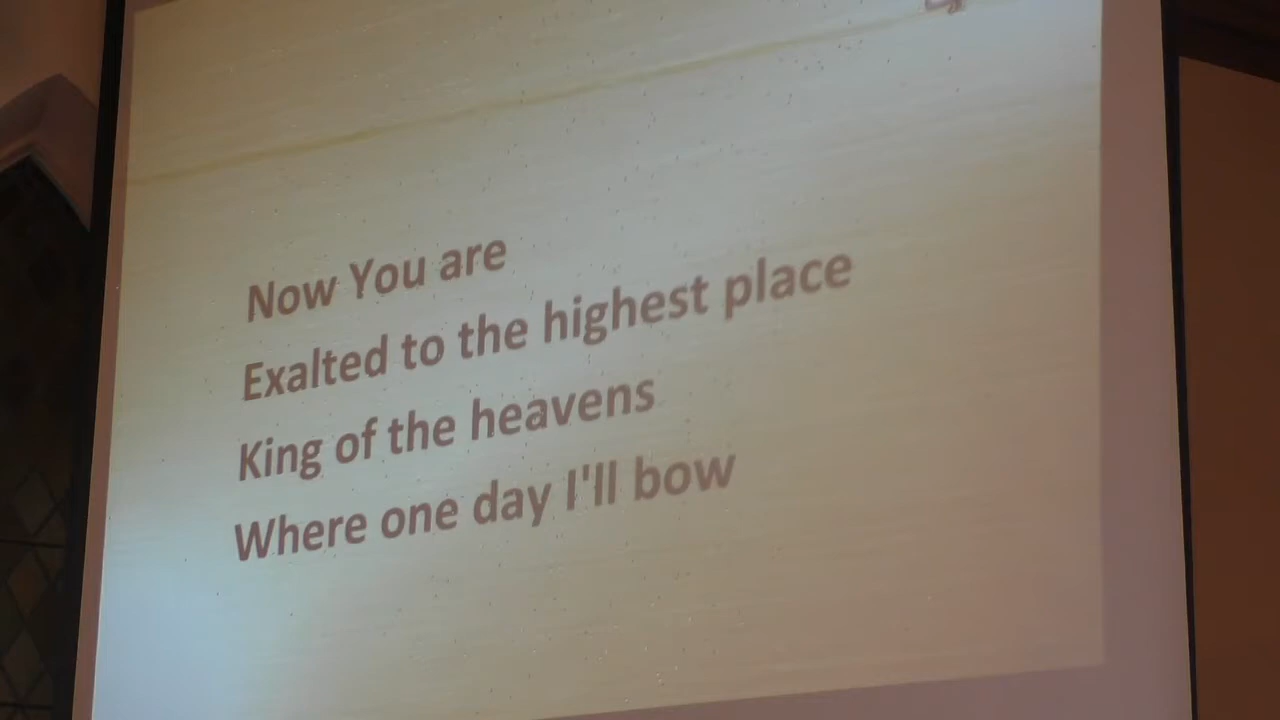 Now You are
Exalted to the highest place
King of the heavens
Where one day I'll bow